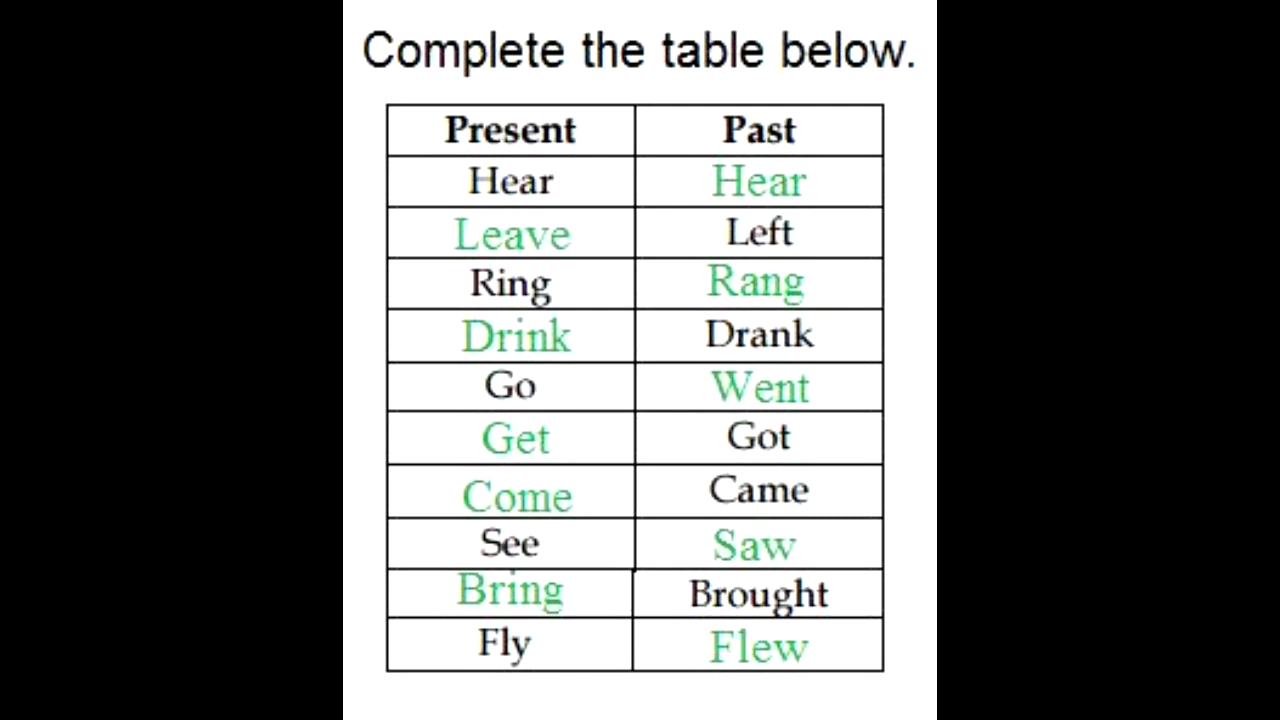 Complete the table below.
Present Past
Hear Hear
Leave Left
Ring Rang
Drink Drank
Go Went
Get Got
Come Came
See Saw
Bring Brought
Fly Flew